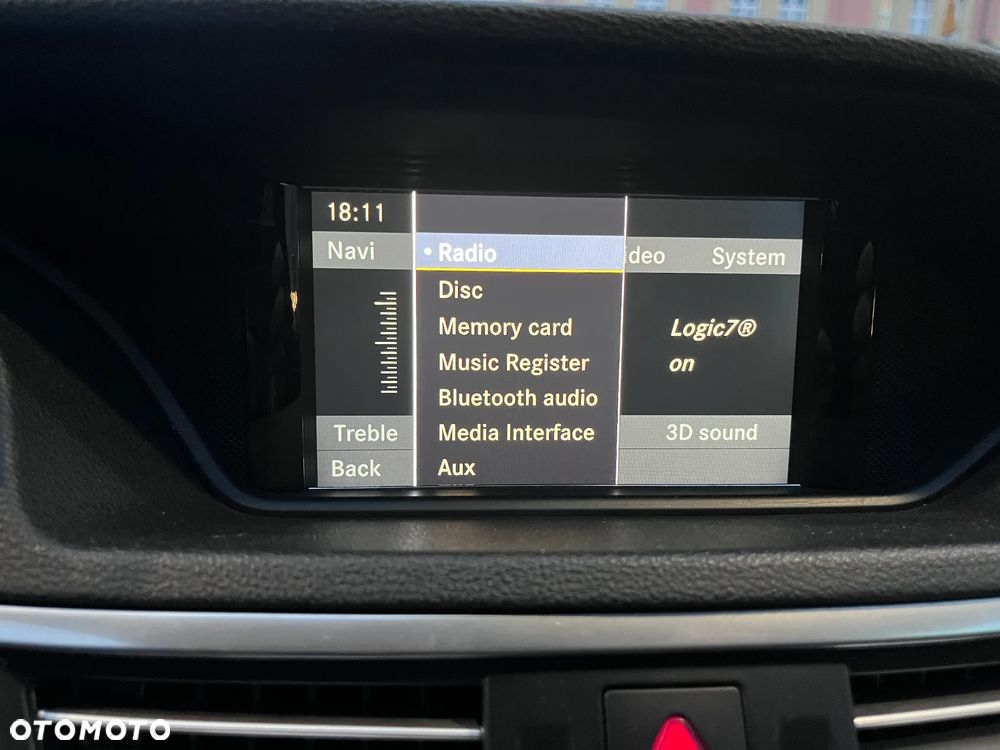 18:11
Navi
• Radio
deo
System
Disc
Memory card
Music Register
Bluetooth audio
Media Interface
Aux
Logic7®
on
Treble
3D sound
Back
OTOMOTO